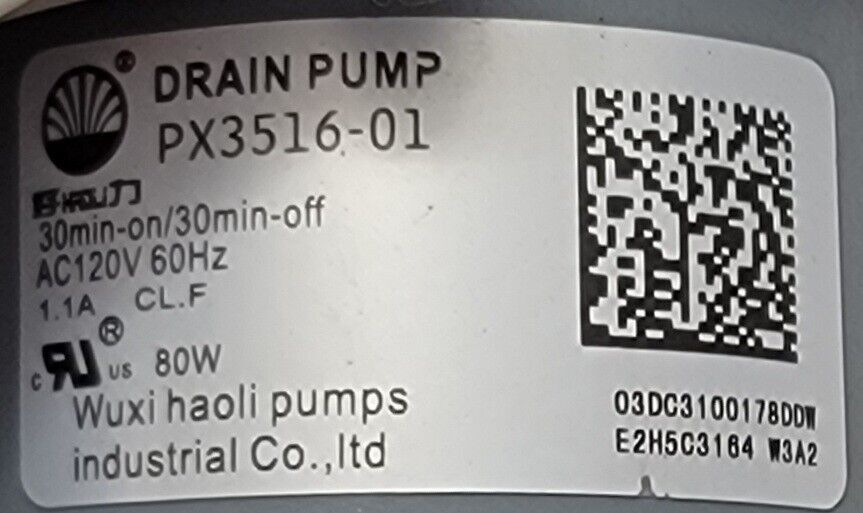 DRAIN PUMP
PX3516-01
30min-on/30min-off
AC120V 60Hz
1.1A CL.F
c RU ® US 80W
Wuxi haoli pumps
industrial Co.,ltd
03DC3100178DDW
E2H5C3164 W3A2